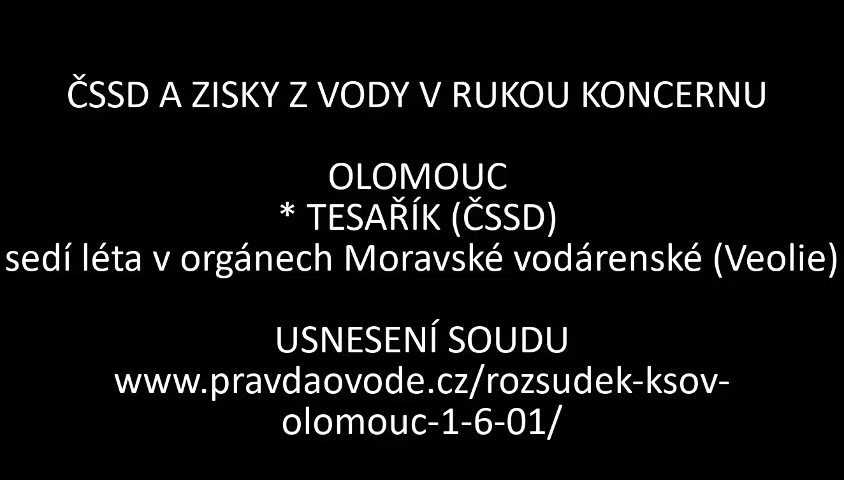 ČSSD A ZISKY Z VODY V RUKOU KONCERNU
OLOMOUC
* TESAŘÍK (ČSSD)
sedí léta v orgánech Moravské vodárenské (Veolie)
USNESENÍ SOUDU
www.pravdaovode.cz/rozsudek-ksov-
olomouc-1-6-01/